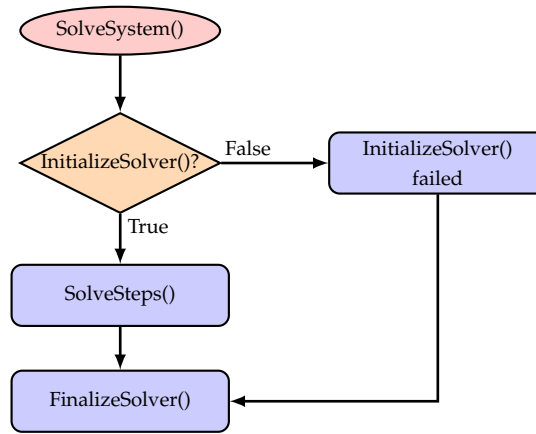 SolveSystem()
InitializeSolver()?
False
InitializeSolver()
failed
True
SolveSteps()
FinalizeSolver()